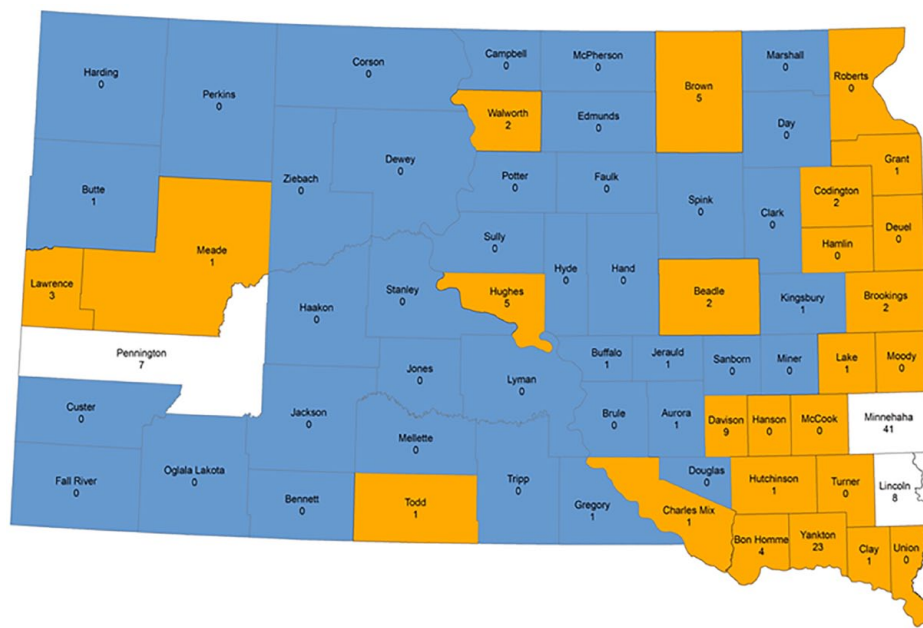 Harding
0
Perkins
0
Corson
0
Campbell
0
McPherson
0
Brown
5
Marshall
0
Roberts
0
Walworth
2
Edmunds
0
Day
0
Butte
1
Ziebach
0
Dewey
0
Potter
0
Faulk
0
Spink
0
Clark
0
Codington
2
Grant
1
Meade
1
Sully
0
Hyde
0
Hand
0
Hamlin
0
Deuel
0
Lawrence
3
Haakon
0
Stanley
0
Hughes
5
Beadle
2
Kingsbury
1
Brookings
2
Pennington
7
Jones
0
Lyman
0
Buffalo
1
Jerauld
1
Sanborn
0
Miner
0
Lake
1
Moody
0
Custer
0
Jackson
0
Mellette
0
Brule
0
Aurora
1
Davison
9
Hanson
0
McCook
0
Minnehaha
41
Fall River
0
Oglala Lakota
0
Bennett
0
Todd
1
Tripp
0
Gregory
1
Douglas
0
Charles Mix
1
Hutchinson
1
Turner
0
Lincoln
8
Bon Homme
4
Yankton
23
Clay
1
Union
0